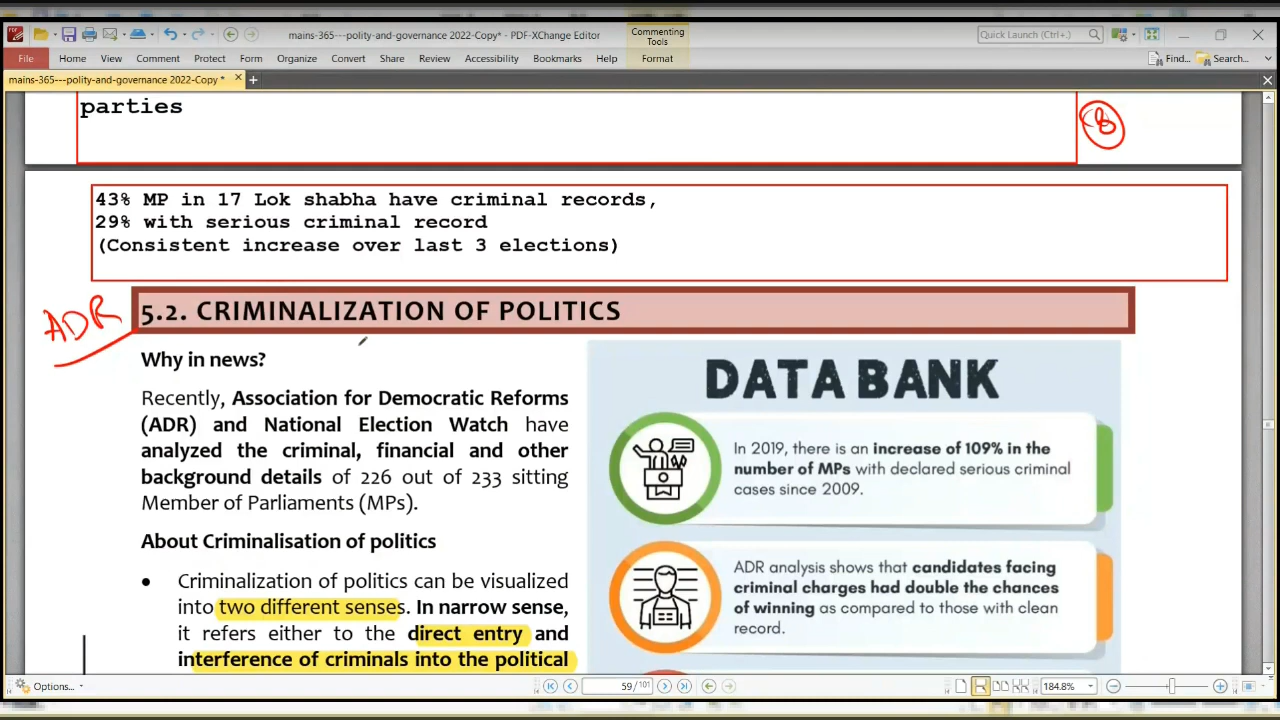 mains-365---polity-and-governance 2022-Copy* - PDF-XChange Editor
Commenting Tools
Quick Launch (Ctrl+.)
File Home View Comment Protect Form Organize Convert Share Review Accessibility Bookmarks Help Format Find... Search...
mains-365---polity-and-governance 2022-Copy *
parties
8
43% MP in 17 Lok shabha have criminal records,
29% with serious criminal record
(Consistent increase over last 3 elections)
ADR
5.2. CRIMINALIZATION OF POLITICS
Why in news?
Recently, Association for Democratic Reforms
(ADR) and National Election Watch have
analyzed the criminal, financial and other
background details of 226 out of 233 sitting
Member of Parliaments (MPs).
About Criminalisation of politics
• Criminalization of politics can be visualized
into two different senses. In narrow sense,
it refers either to the direct entry and
interference of criminals into the political
DATA BANK
In 2019, there is an increase of 109% in the
number of MPs with declared serious criminal
cases since 2009.
ADR analysis shows that candidates facing
criminal charges had double the chances
of winning as compared to those with clean
record.
Options...
59 /101
184.8%